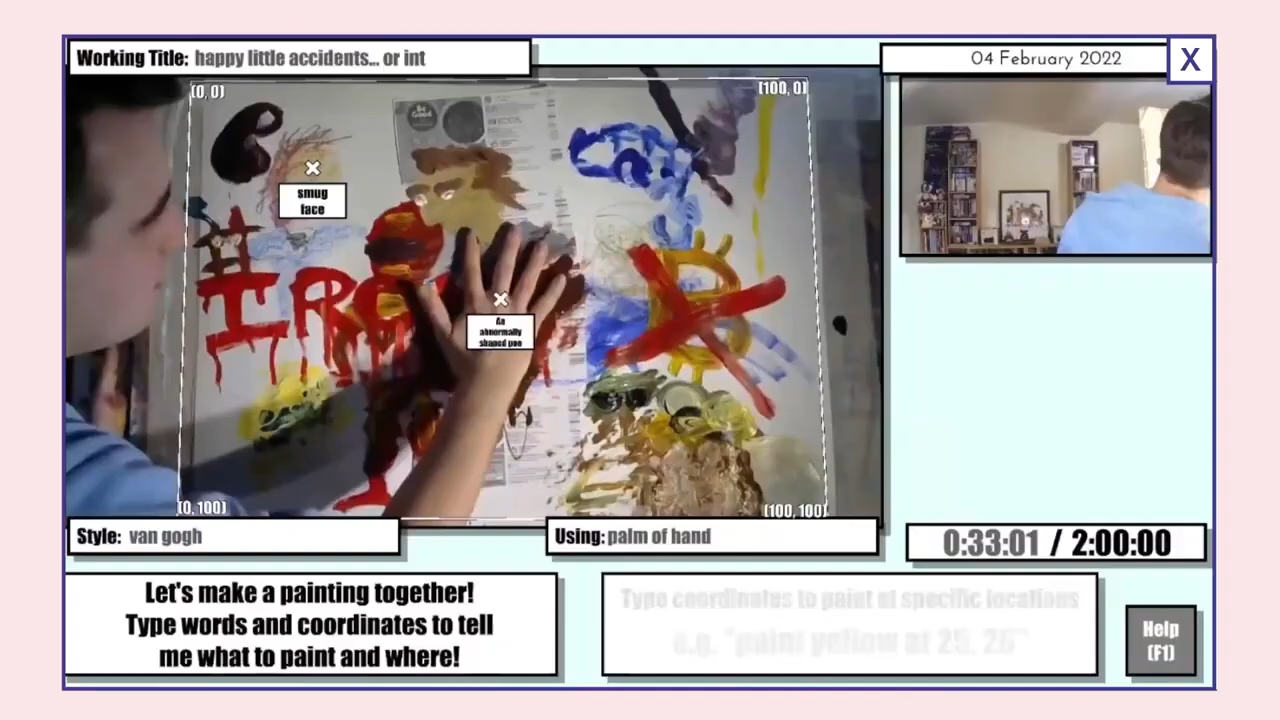 Working Title: happy little accidents... or int
04 February 2022
X
(0, 0)
(100, 0)
Be
Good
smug
face
An
abnormally
shaped poo
(0, 100)
(100, 100)
Style: van gogh
Using: palm of hand
0:33:01 / 2:00:00
Let's make a painting together!
Type words and coordinates to tell
me what to paint and where!
Type coordinates to paint at specific locations
e.g. "paint yellow at 25, 26"
Help
(F1)